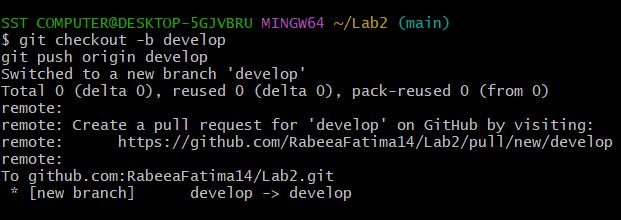 SST COMPUTER@DESKTOP-5GJVBRU MINGW64 ~/Lab2 (main)
$ git checkout -b develop
git push origin develop
Switched to a new branch 'develop'
Total 0 (delta 0), reused 0 (delta 0), pack-reused 0 (from 0)
remote:
remote: Create a pull request for 'develop' on GitHub by visiting:
remote:      https://github.com/RabeeaFatima14/Lab2/pull/new/develop
remote:
To github.com:RabeeaFatima14/Lab2.git
 * [new branch]      develop -> develop